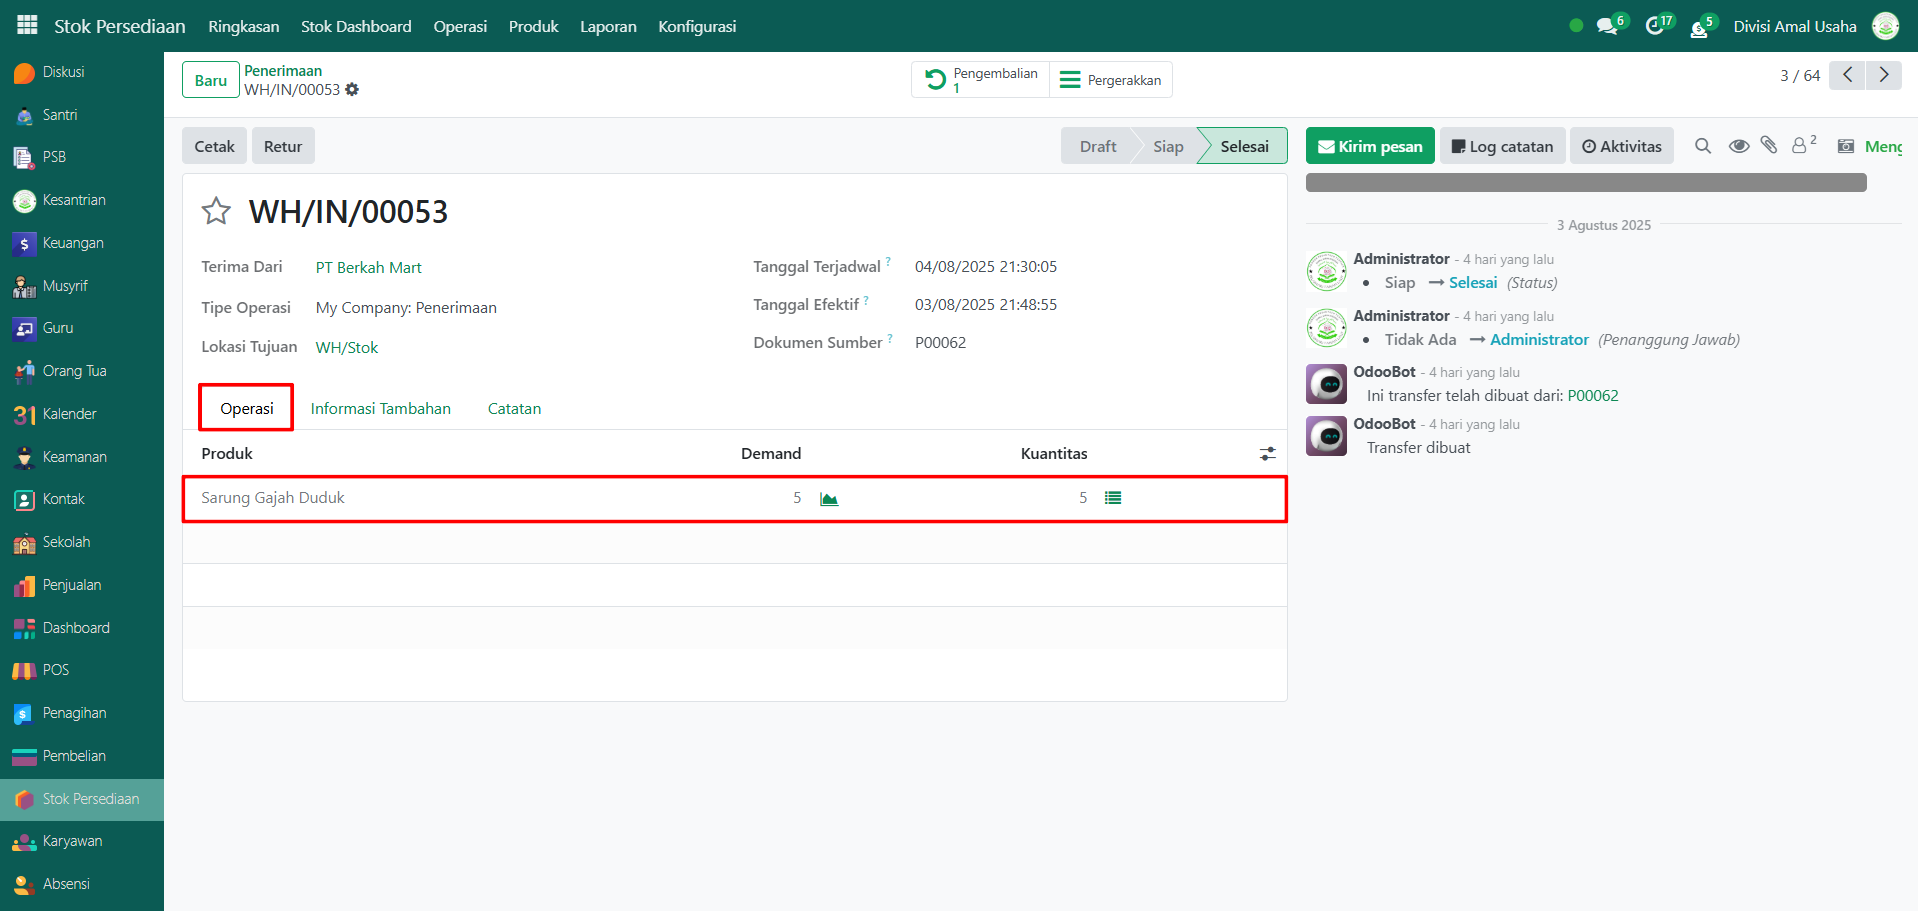 Stok Persediaan Ringkasan Stok Dashboard Operasi Produk Laporan Konfigurasi 6 17 5 Divisi Amal Usaha
Diskusi
Santri
PSB
Kesantrian
Keuangan
Musyrif
Guru
Orang Tua
31 Kalender
Keamanan
Kontak
Sekolah
Penjualan
Dashboard
POS
Penagihan
Pembelian
Stok Persediaan
Karyawan
Absensi
Baru
Penerimaan
WH/IN/00053
Pengembalian
1
Pergerakkan
3 / 64
Cetak Retur
Draft Siap Selesai
WH/IN/00053
Terima Dari PT Berkah Mart
Tipe Operasi My Company: Penerimaan
Lokasi Tujuan WH/Stok
Tanggal Terjadwal ? 04/08/2025 21:30:05
Tanggal Efektif ? 03/08/2025 21:48:55
Dokumen Sumber ? P00062
Operasi Informasi Tambahan Catatan
Produk Demand Kuantitas
Sarung Gajah Duduk 5 5
Kirim pesan Log catatan Aktivitas 2 Meng
3 Agustus 2025
Administrator - 4 hari yang lalu
• Siap → Selesai (Status)
Administrator - 4 hari yang lalu
• Tidak Ada → Administrator (Penanggung Jawab)
OdooBot - 4 hari yang lalu
Ini transfer telah dibuat dari: P00062
OdooBot - 4 hari yang lalu
Transfer dibuat